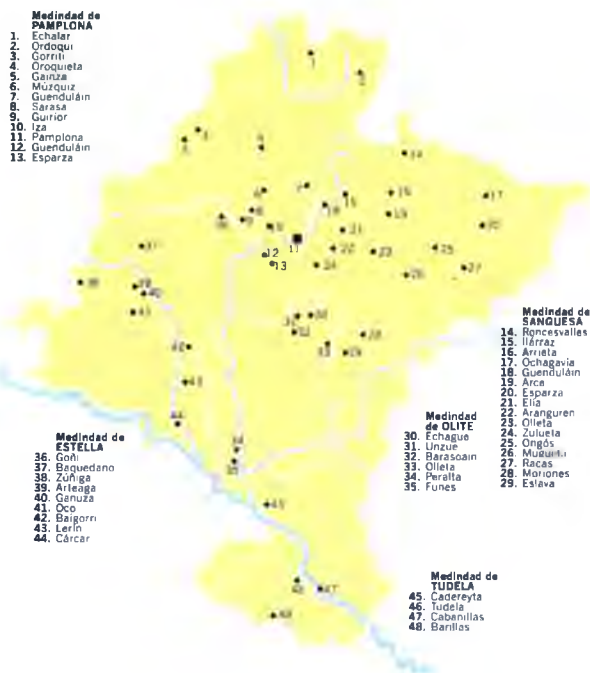 Medindad de
PAMPLONA
1. Echalar
2. Ordoqui
3. Gorriti
4. Oroquieta
5. Gainza
6. Múzquiz
7. Guenduláin
8. Sarasa
9. Guirior
10. Iza
11. Pamplona
12. Guenduláin
13. Esparza
Medindad de
SANGUESA
14. Roncesvalles
15. Ilárraz
16. Arrieta
17. Ochagavia
18. Guenduláin
19. Arce
20. Esparza
21. Elía
22. Aranguren
23. Olleta
24. Zulueta
25. Ongós
26.
27. Racas
28. Moriones
29. Eslava
Medindad
de OLITE
30. Echague
31. Unzue
32. Barasoain
33. Olleta
34. Peralta
35. Funes
Medindad de
ESTELLA
36. Goñi
37. Baquedano
38. Zúñiga
39. Arteaga
40. Ganuza
41. Oco
42. Baigorri
43. Lerín
44. Cárcar
Medindad de
TUDELA
45. Cadereyta
46. Tudela
47. Cabanillas
48. Barillas